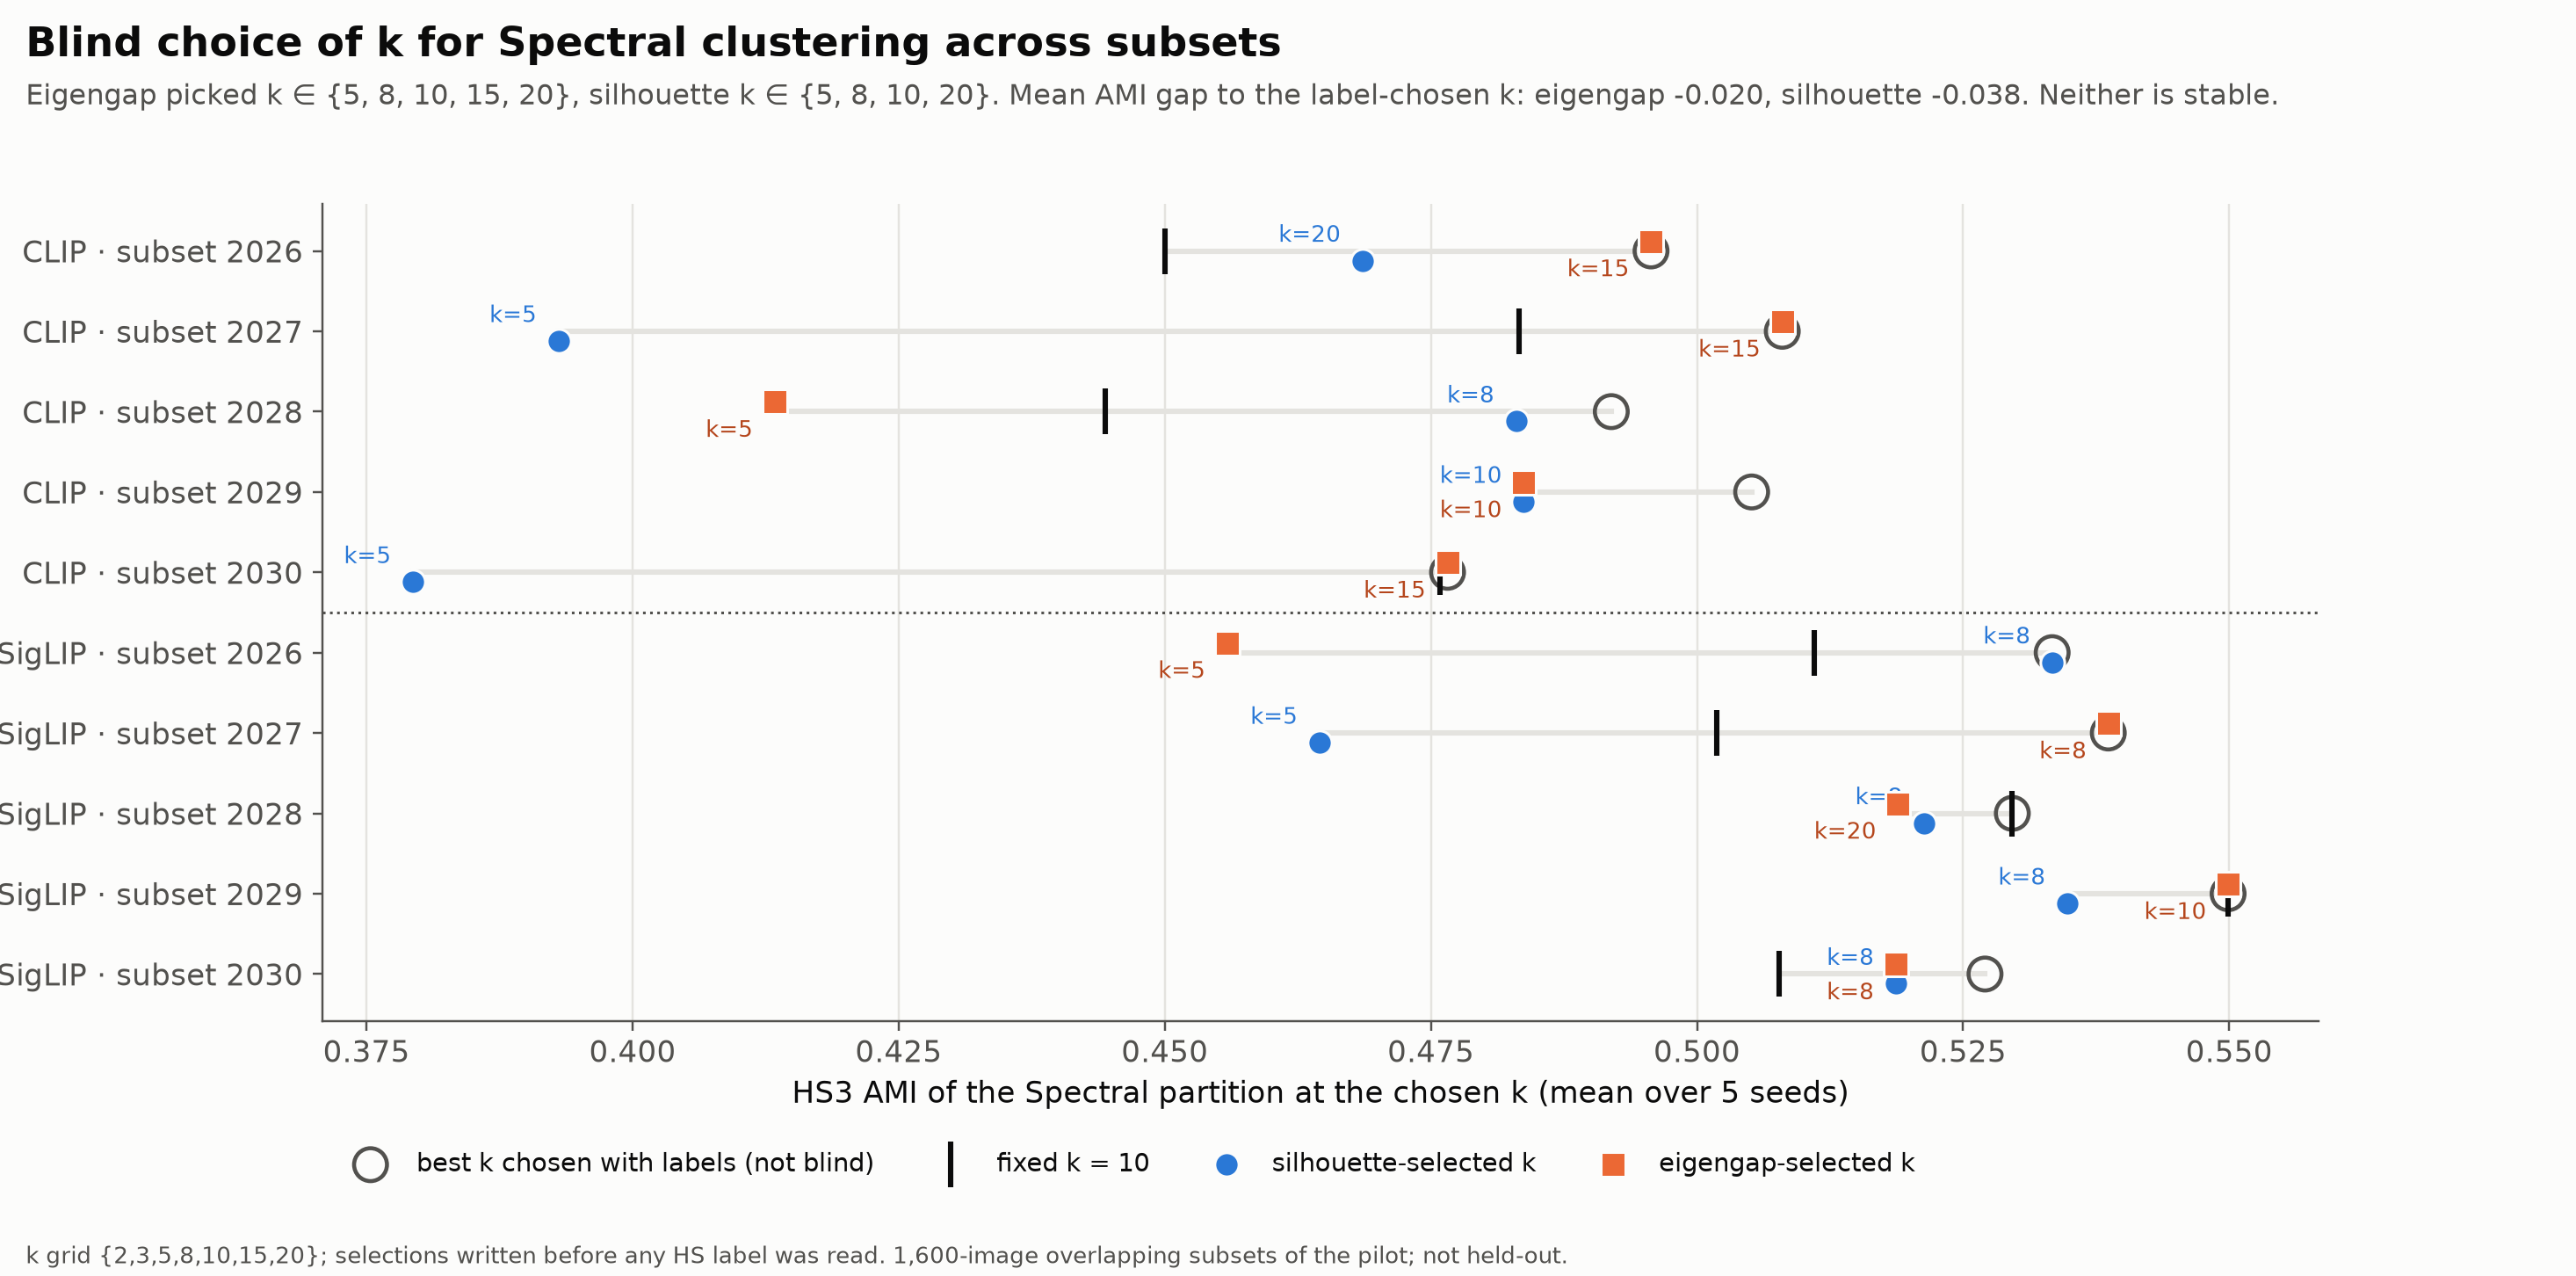 Blind choice of k for Spectral clustering across subsets
Eigengap picked k ∈ {5, 8, 10, 15, 20}, silhouette k ∈ {5, 8, 10, 20}. Mean AMI gap to the label-chosen k: eigengap -0.020, silhouette -0.038. Neither is stable.
CLIP · subset 2026
k=20
k=15
CLIP · subset 2027
k=5
k=15
CLIP · subset 2028
k=8
k=5
CLIP · subset 2029
k=10
k=10
CLIP · subset 2030
k=5
k=15
SigLIP · subset 2026
k=8
k=5
SigLIP · subset 2027
k=5
k=8
SigLIP · subset 2028
k=8
k=20
SigLIP · subset 2029
k=8
k=10
SigLIP · subset 2030
k=8
k=8
0.375 0.400 0.425 0.450 0.475 0.500 0.525 0.550
HS3 AMI of the Spectral partition at the chosen k (mean over 5 seeds)
best k chosen with labels (not blind) fixed k = 10 silhouette-selected k eigengap-selected k
k grid {2,3,5,8,10,15,20}; selections written before any HS label was read. 1,600-image overlapping subsets of the pilot; not held-out.